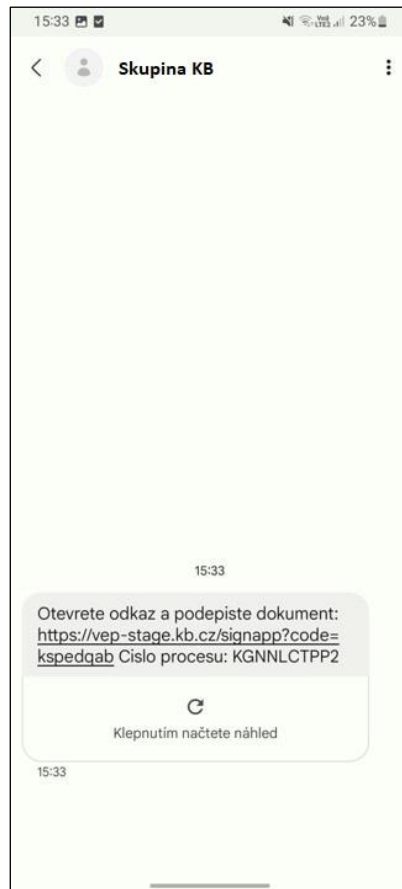 15:33 VoLTE2 23%
Skupina KB
15:33
Otevrete odkaz a podepiste dokument:
https://vep-stage.kb.cz/signapp?code=
kspedqab Cislo procesu: KGNNLCTPP2
Klepnutím načtete náhled
15:33